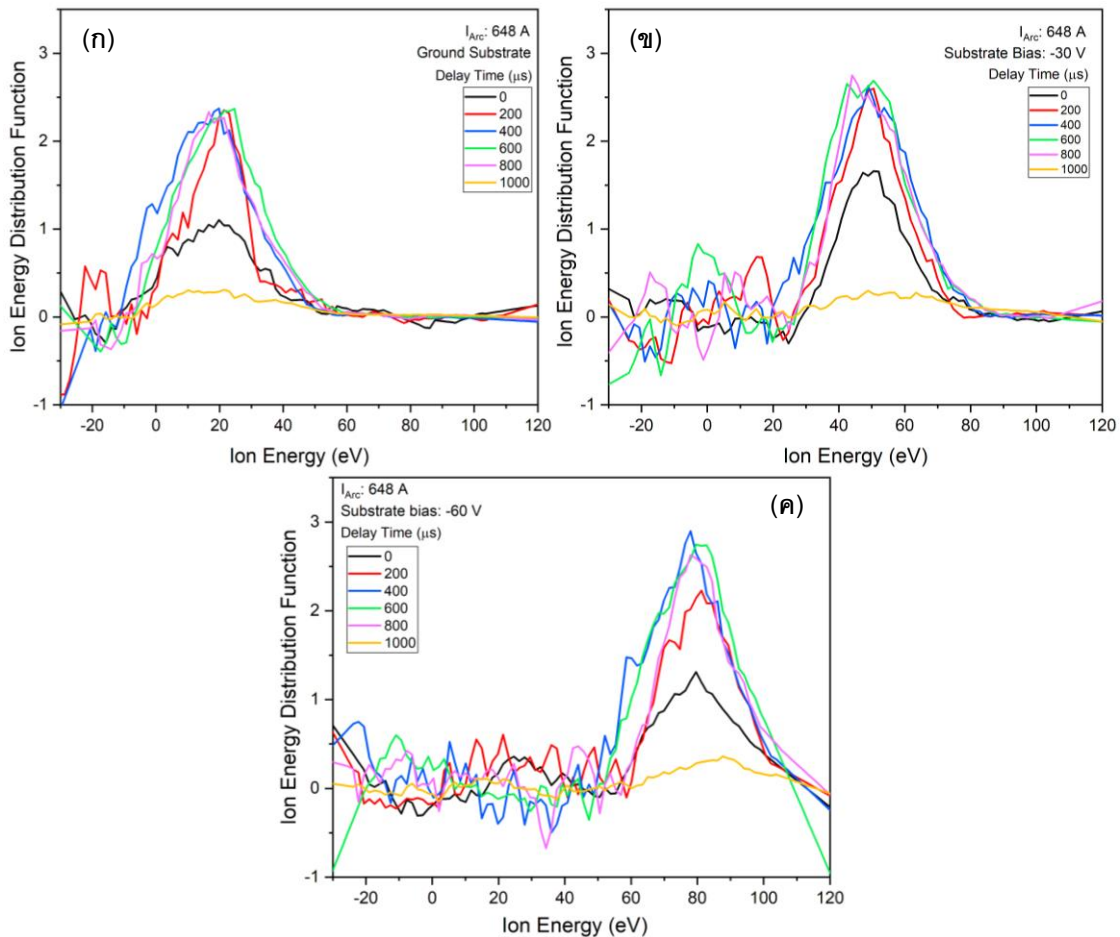 (ก)
I_Arc: 648 A
Ground Substrate
Delay Time (μs)
0
200
400
600
800
1000
3
2
1
0
-1
Ion Energy Distribution Function
-20 0 20 40 60 80 100 120
Ion Energy (eV)
(ข)
I_Arc: 648 A
Substrate Bias: -30 V
Delay Time (μs)
0
200
400
600
800
1000
3
2
1
0
-1
Ion Energy Distribution Function
-20 0 20 40 60 80 100 120
Ion Energy (eV)
(ค)
I_Arc: 648 A
Substrate bias: -60 V
Delay Time (μs)
0
200
400
600
800
1000
3
2
1
0
-1
Ion Energy Distribution Function
-20 0 20 40 60 80 100 120
Ion Energy (eV)